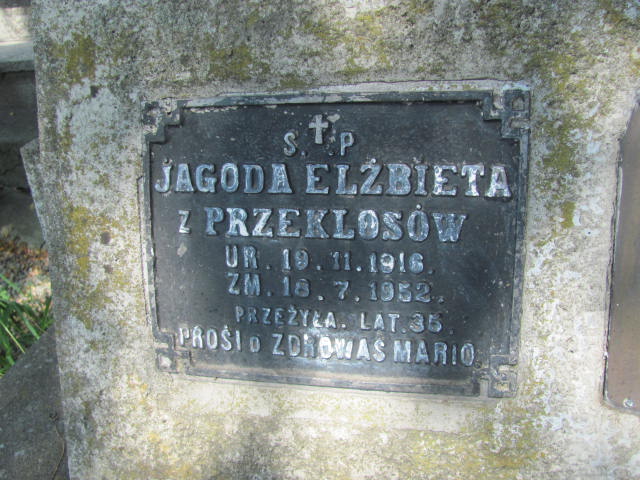 Ś. † P
JAGODA ELŻBIETA
z PRZEKLOSÓW
UR. 19.11.1916.
ZM. 18.7.1952.
PRZEŻYŁA. LAT. 35.
PROSI O ZDROWAŚ MARIO